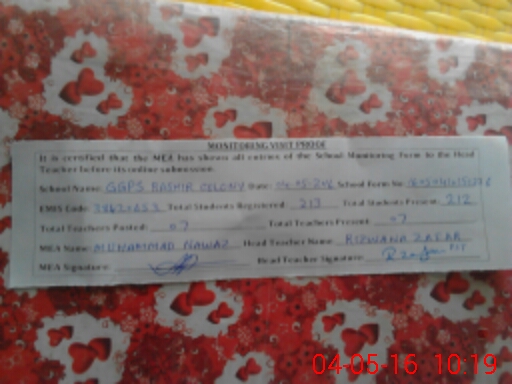 MONITORING VISIT PROOF
It is certified that the MEA has shown all entries of the School Monitoring Form to the Head
Teacher before its online submission.
School Name: GGPS BASHIR COLONY Date: School Form No
EMIS Code: Total Students Registered: 213 Total Students Present: 212
Total Teachers Posted: 07 Total Teachers Present: 07
MEA Name: MUHAMMAD NAWAZ Head Teacher Name RIZWANA ZAFAR
MEA Signature: Head Teacher Signature:
04-05-16 10:19